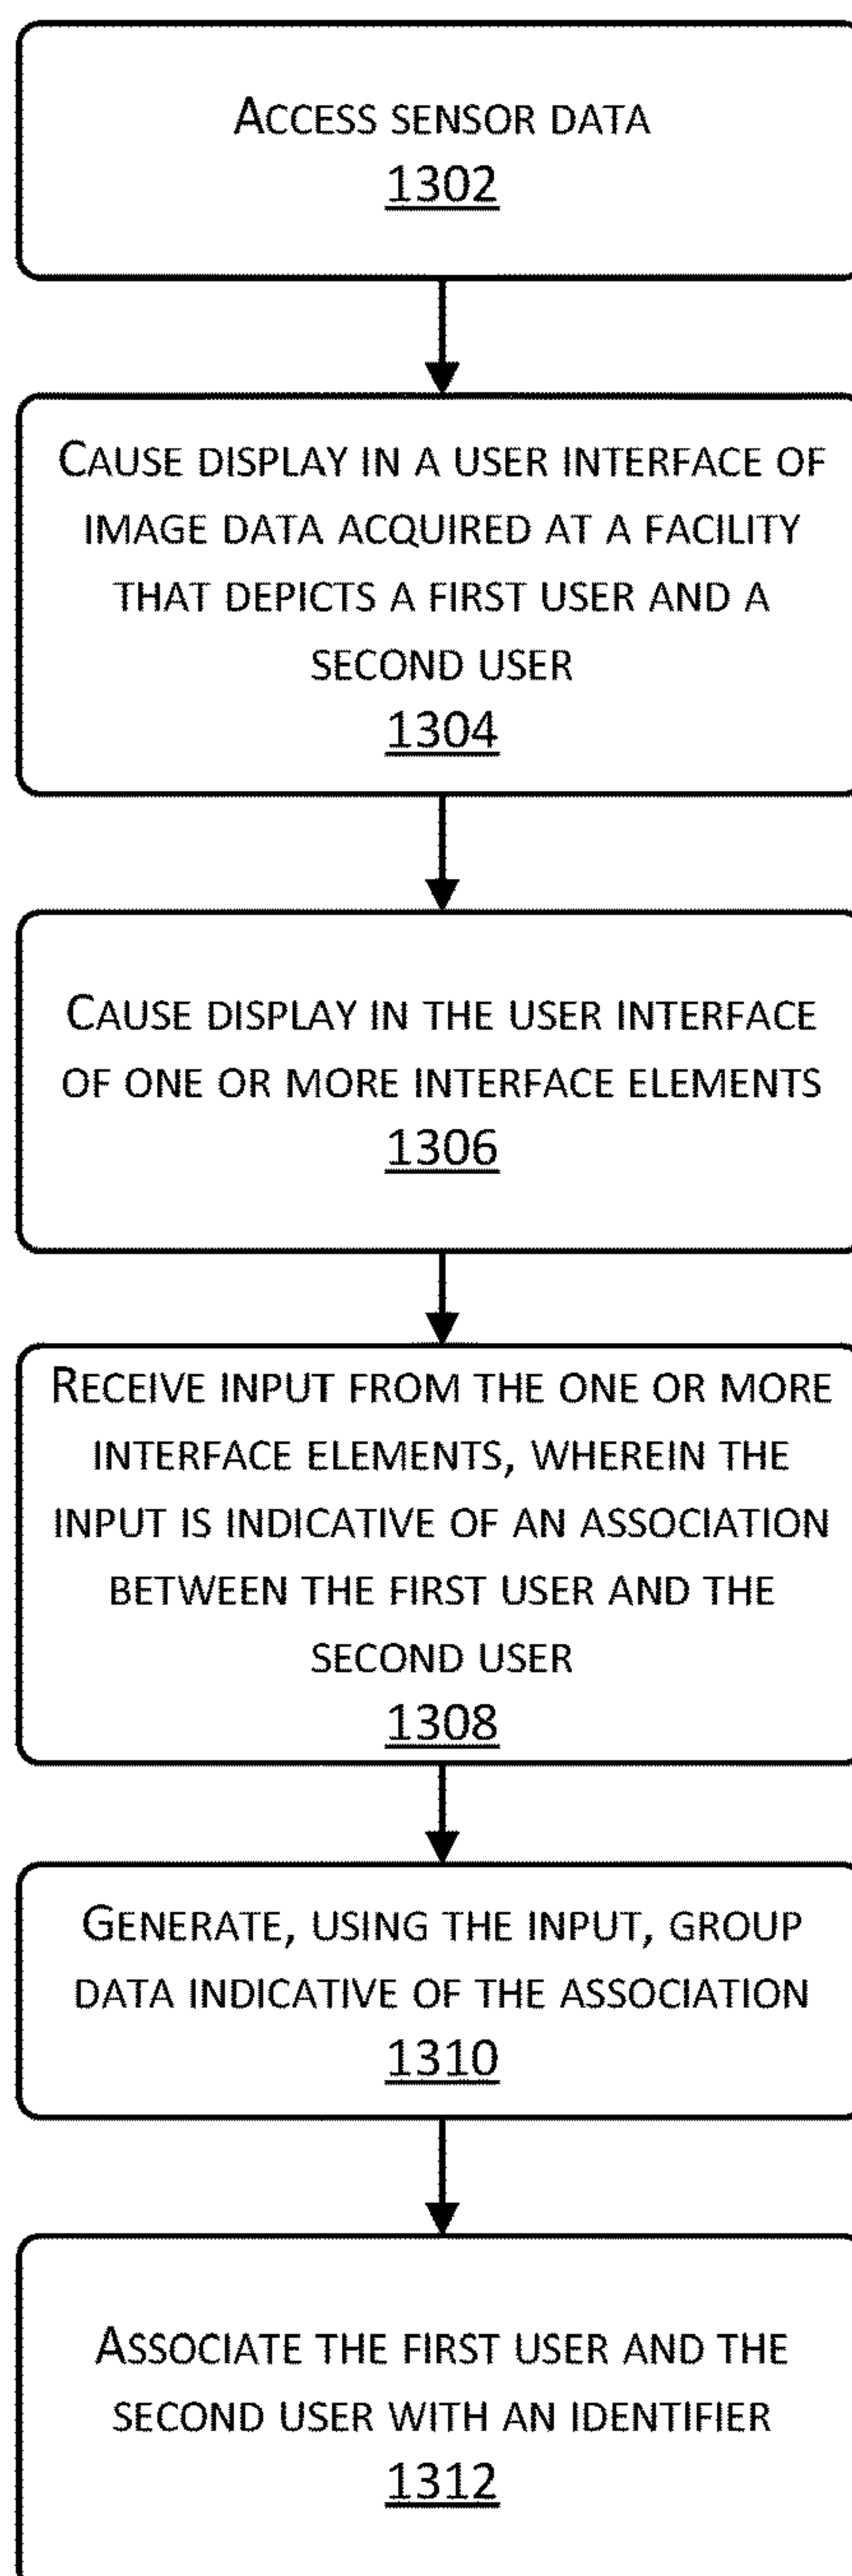 ACCESS SENSOR DATA
1302
CAUSE DISPLAY IN A USER INTERFACE OF
IMAGE DATA ACQUIRED AT A FACILITY
THAT DEPICTS A FIRST USER AND A
SECOND USER
1304
CAUSE DISPLAY IN THE USER INTERFACE
OF ONE OR MORE INTERFACE ELEMENTS
1306
RECEIVE INPUT FROM THE ONE OR MORE
INTERFACE ELEMENTS, WHEREIN THE
INPUT IS INDICATIVE OF AN ASSOCIATION
BETWEEN THE FIRST USER AND THE
SECOND USER
1308
GENERATE, USING THE INPUT, GROUP
DATA INDICATIVE OF THE ASSOCIATION
1310
ASSOCIATE THE FIRST USER AND THE
SECOND USER WITH AN IDENTIFIER
1312